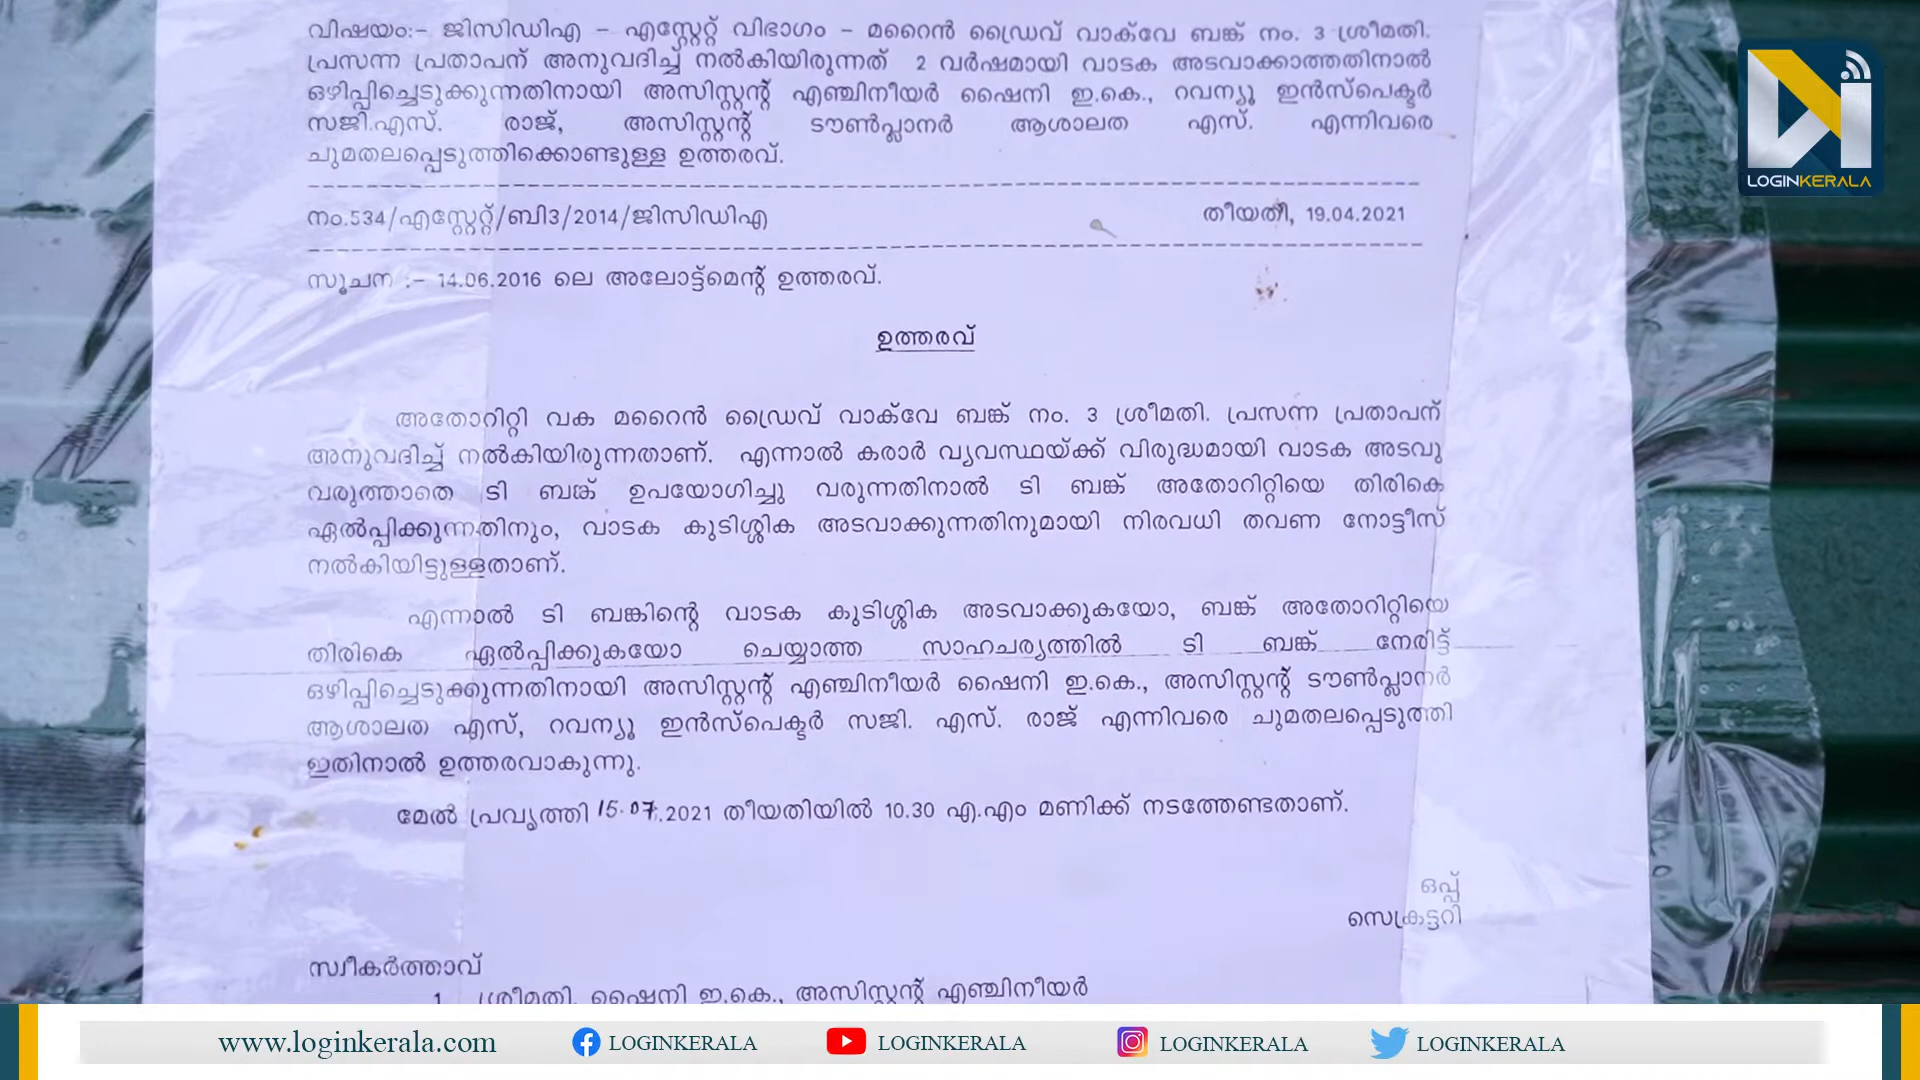 വിഷയം:- ജിസിഡിഎ – എസ്റ്റേറ്റ് വിഭാഗം – മറൈൻ ഡ്രൈവ് വാക്‌വേ ബങ്ക് നം. 3 ശ്രീമതി.
പ്രസന്ന പ്രതാപന് അനുവദിച്ച് നൽകിയിരുന്നത് 2 വർഷമായി വാടക അടവാക്കാത്തതിനാൽ
ഒഴിപ്പിച്ചെടുക്കുന്നതിനായി അസിസ്റ്റന്റ് എഞ്ചിനീയർ ഷൈനി ഇ.കെ., റവന്യൂ ഇൻസ്പെക്ടർ
സജി.എസ്. രാജ്, അസിസ്റ്റന്റ് ടൗൺപ്ലാനർ ആശാലത എസ്. എന്നിവരെ
ചുമതലപ്പെടുത്തിക്കൊണ്ടുള്ള ഉത്തരവ്.
നം.534/എസ്റ്റേറ്റ്/ബി3/2014/ജിസിഡിഎ തീയതി, 19.04.2021
സൂചന :- 14.06.2016 ലെ അലോട്ട്മെന്റ് ഉത്തരവ്.
ഉത്തരവ്
അതോറിറ്റി വക മറൈൻ ഡ്രൈവ് വാക്‌വേ ബങ്ക് നം. 3 ശ്രീമതി. പ്രസന്ന പ്രതാപന്
അനുവദിച്ച് നൽകിയിരുന്നതാണ്. എന്നാൽ കരാർ വ്യവസ്ഥയ്ക്ക് വിരുദ്ധമായി വാടക അടവു
വരുത്താതെ ടി ബങ്ക് ഉപയോഗിച്ചു വരുന്നതിനാൽ ടി ബങ്ക് അതോറിറ്റിയെ തിരികെ
ഏൽപ്പിക്കുന്നതിനും, വാടക കുടിശ്ശിക അടവാക്കുന്നതിനുമായി നിരവധി തവണ നോട്ടീസ്
നൽകിയിട്ടുള്ളതാണ്.
എന്നാൽ ടി ബങ്കിന്റെ വാടക കുടിശ്ശിക അടവാക്കുകയോ, ബങ്ക് അതോറിറ്റിയെ
തിരികെ ഏൽപ്പിക്കുകയോ ചെയ്യാത്ത സാഹചര്യത്തിൽ ടി ബങ്ക് നേരിട്ട്
ഒഴിപ്പിച്ചെടുക്കുന്നതിനായി അസിസ്റ്റന്റ് എഞ്ചിനീയർ ഷൈനി ഇ.കെ., അസിസ്റ്റന്റ് ടൗൺപ്ലാനർ
ആശാലത എസ്, റവന്യൂ ഇൻസ്പെക്ടർ സജി. എസ്. രാജ് എന്നിവരെ ചുമതലപ്പെടുത്തി
ഇതിനാൽ ഉത്തരവാകുന്നു.
മേൽ പ്രവൃത്തി 15.07.2021 തീയതിയിൽ 10.30 എ.എം മണിക്ക് നടത്തേണ്ടതാണ്.
ഒപ്പ്
സെക്രട്ടറി
സ്വീകർത്താവ്
1. ശ്രീമതി. ഷൈനി ഇ.കെ., അസിസ്റ്റന്റ് എഞ്ചിനീയർ
LOGINKERALA
www.loginkerala.com LOGINKERALA LOGINKERALA LOGINKERALA LOGINKERALA